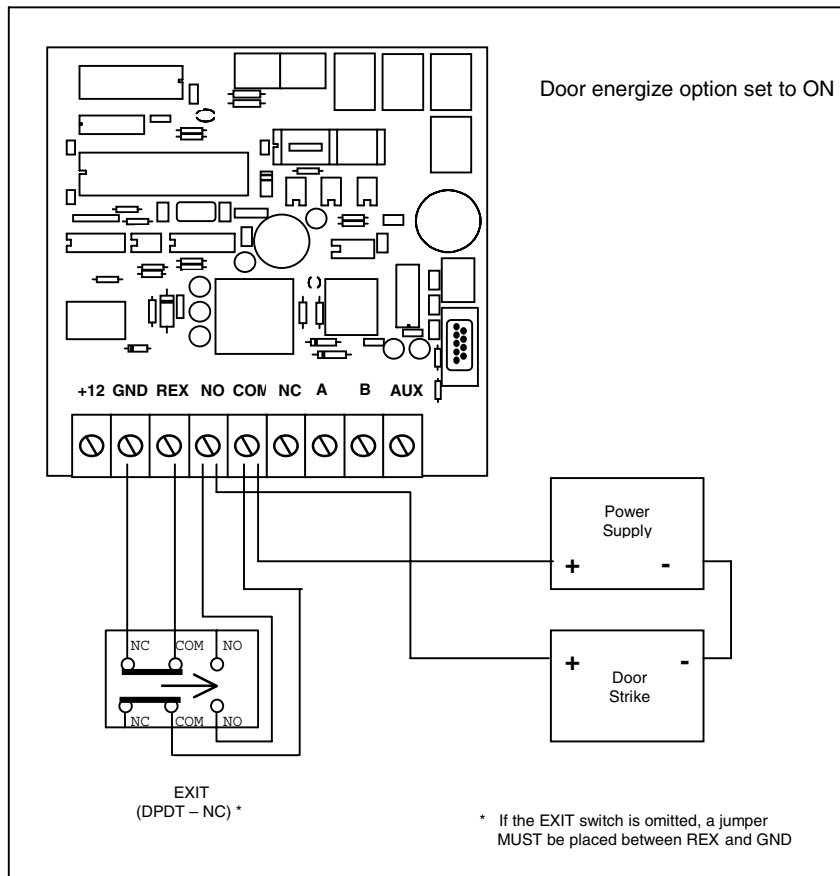 Door energize option set to ON
+12 GND REX NO COM NC A B AUX
Power
Supply
+ -
NC COM NO
+ -
Door
Strike
NC COM NO
EXIT
(DPDT – NC) *
* If the EXIT switch is omitted, a jumper
MUST be placed between REX and GND